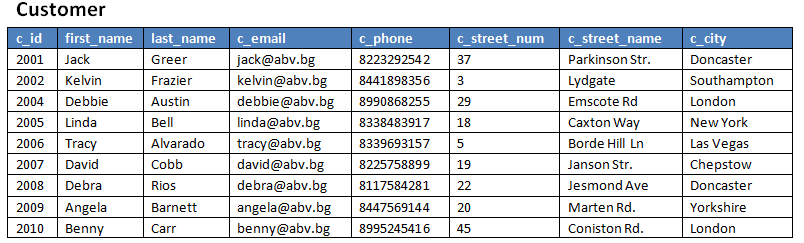 Customer
c_id first_name last_name c_email c_phone c_street_num c_street_name c_city
2001 Jack Greer jack@abv.bg 8223292542 37 Parkinson Str. Doncaster
2002 Kelvin Frazier kelvin@abv.bg 8441898356 3 Lydgate Southampton
2004 Debbie Austin debbie@abv.bg 8990868255 29 Emscote Rd London
2005 Linda Bell linda@abv.bg 8338483917 18 Caxton Way New York
2006 Tracy Alvarado tracy@abv.bg 8339693157 5 Borde Hill Ln Las Vegas
2007 David Cobb david@abv.bg 8225758899 19 Janson Str. Chepstow
2008 Debra Rios debra@abv.bg 8117584281 22 Jesmond Ave Doncaster
2009 Angela Barnett angela@abv.bg 8447569144 20 Marten Rd. Yorkshire
2010 Benny Carr benny@abv.bg 8995245416 45 Coniston Rd. London